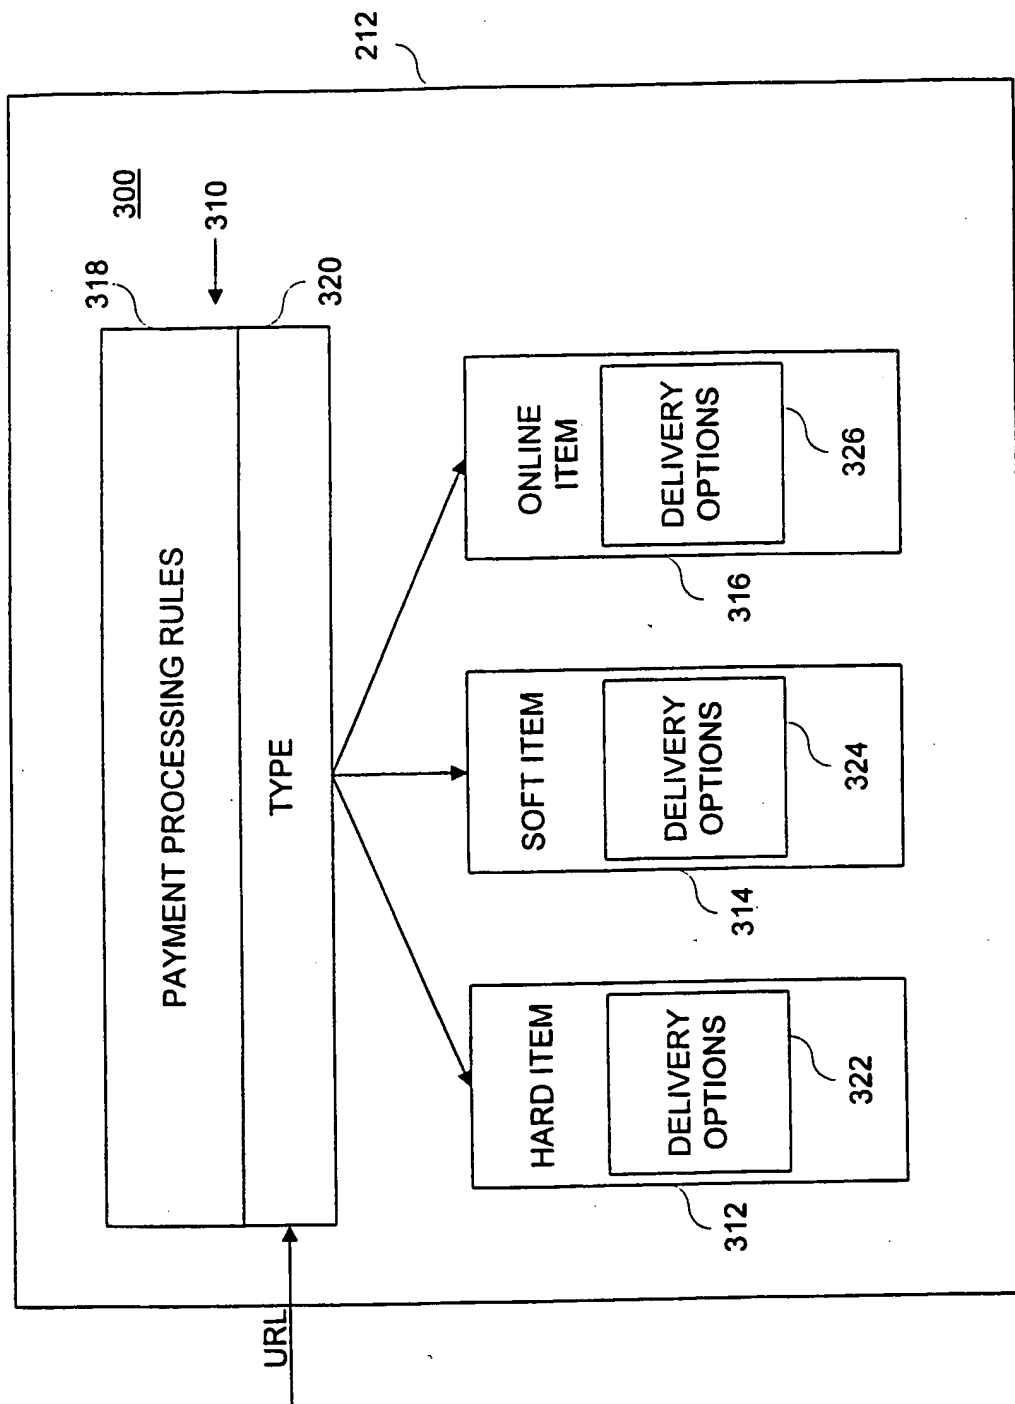 212
300
310
318
PAYMENT PROCESSING RULES
320
TYPE
URL
HARD ITEM
DELIVERY
OPTIONS
322
312
SOFT ITEM
DELIVERY
OPTIONS
324
314
ONLINE
ITEM
DELIVERY
OPTIONS
326
316